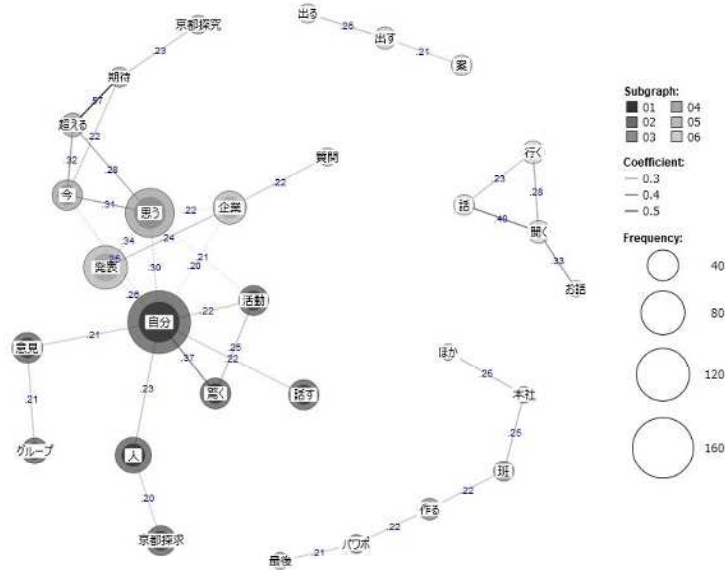 京都探究
出る
.26
出す
.21
案
.23
期待
.57
超える
.22
.32
.28
質問
行く
.23
.28
今
.31
思う
.22
企業
.22
話
.40
聞く
.34
.24
発表
.30
.21
.20
.33
お話
.26
活動
自分
.22
意見
.21
.25
ほか
.37
.22
.26
.21
驚く
話す
本社
.23
.25
グループ
人
班
.22
.20
作る
.22
京都探求
パワポ
.21
最後
Subgraph:
01 04
02 05
03 06
Coefficient:
0.3
0.4
0.5
Frequency:
40
80
120
160